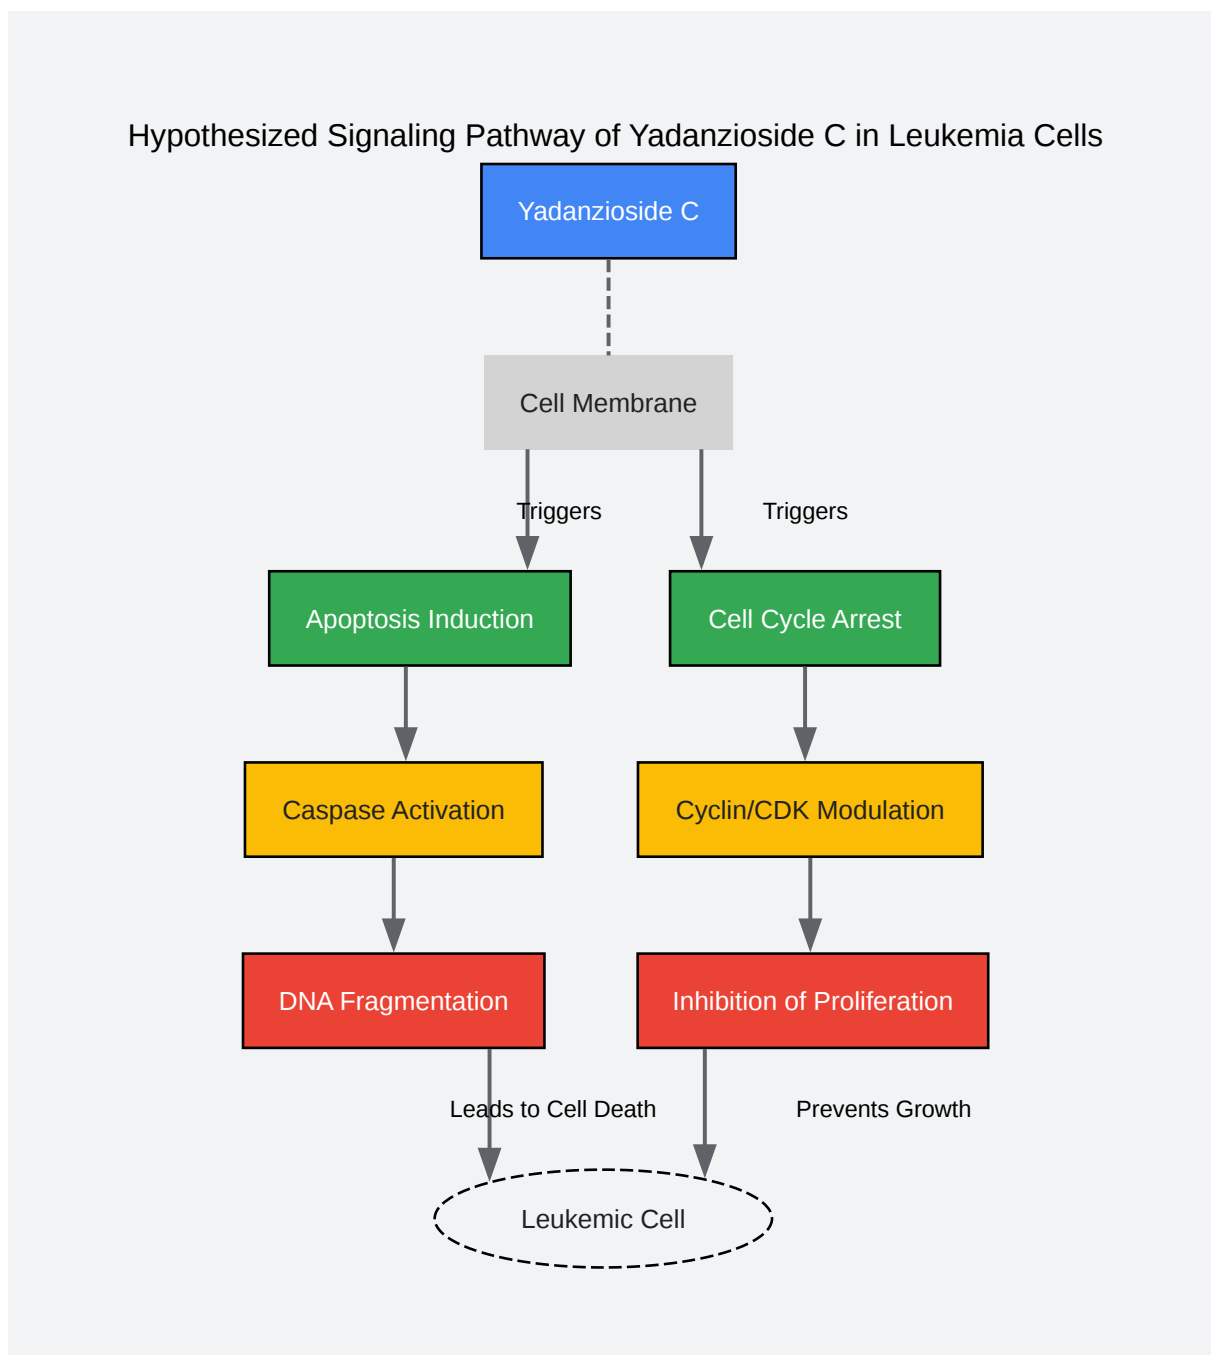 Hypothesized Signaling Pathway of Yadanzioside C in Leukemia Cells
Yadanzioside C
Cell Membrane
Triggers
Triggers
Apoptosis Induction
Cell Cycle Arrest
Caspase Activation
Cyclin/CDK Modulation
DNA Fragmentation
Inhibition of Proliferation
Leads to Cell Death
Prevents Growth
Leukemic Cell